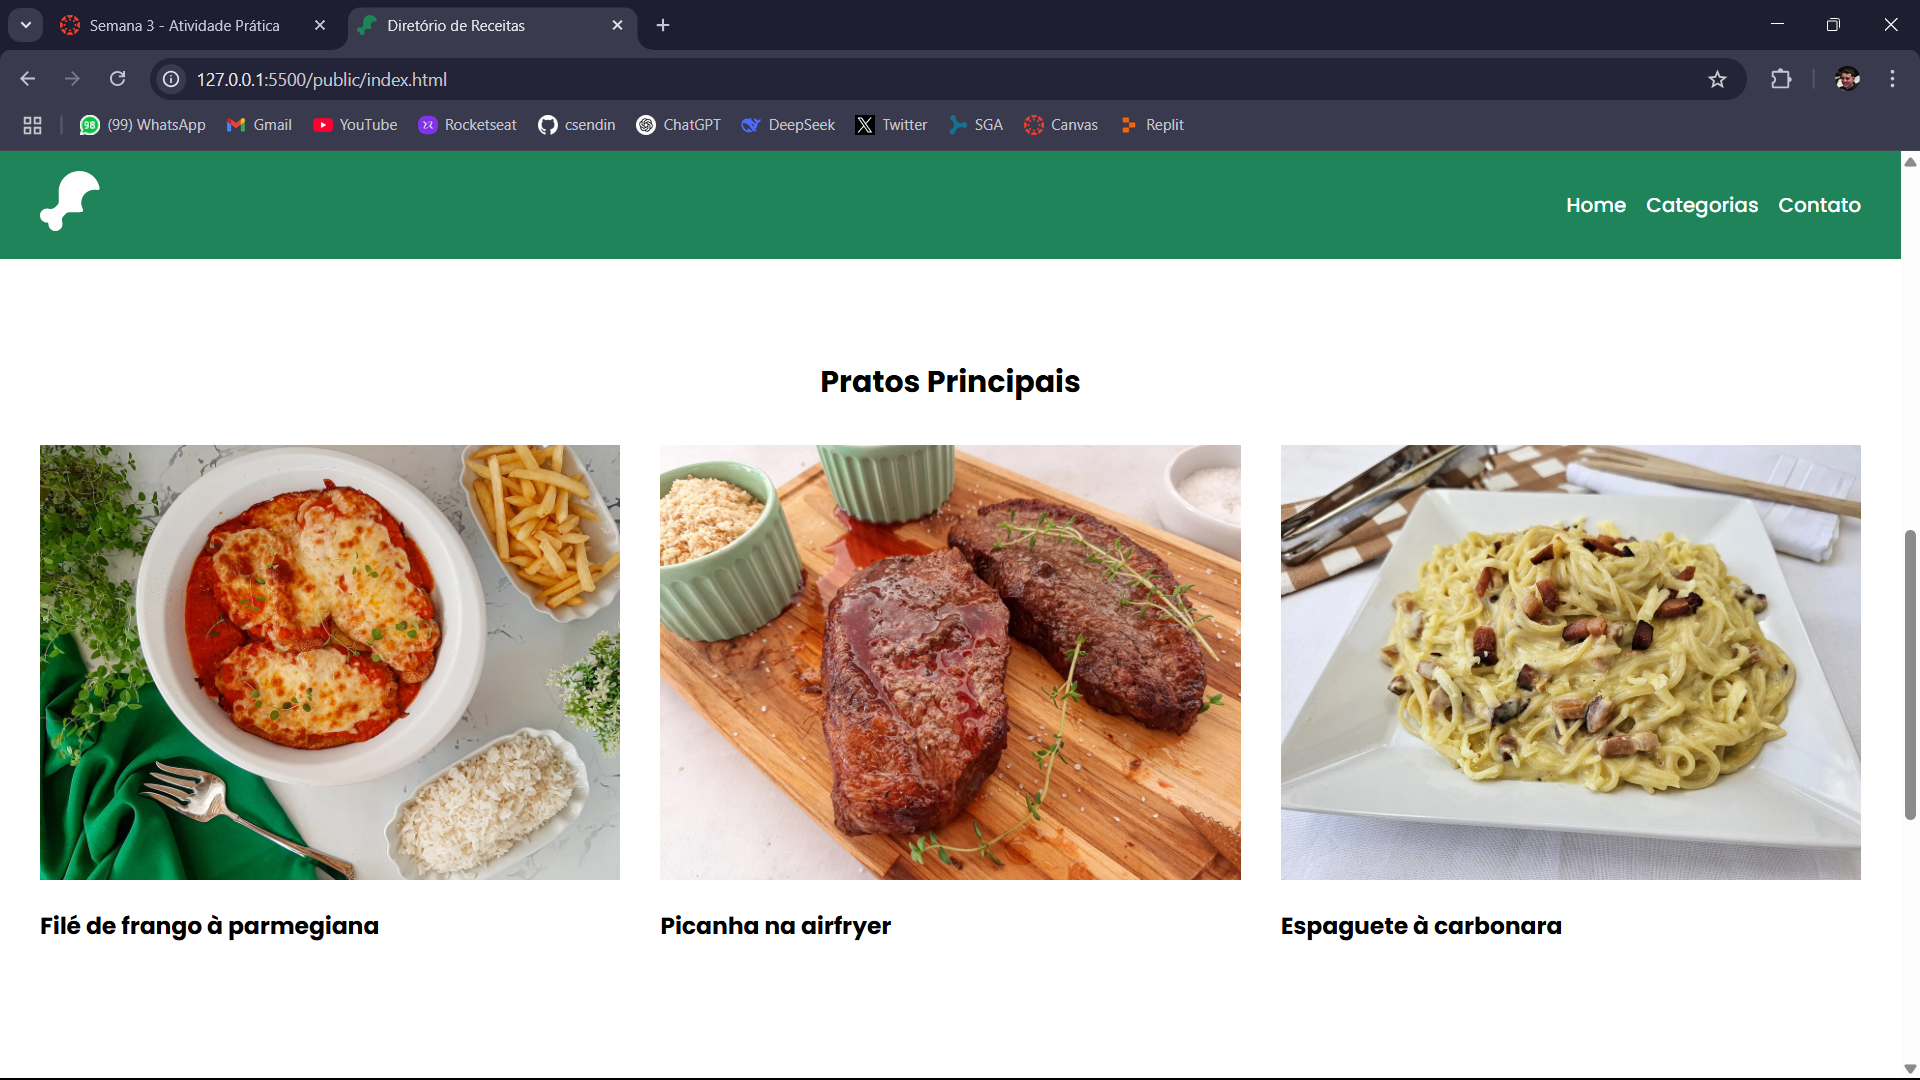 Semana 3 - Atividade Prática
Diretório de Receitas
127.0.0.1:5500/public/index.html
98 (99) WhatsApp Gmail YouTube Rocketseat csendin ChatGPT DeepSeek Twitter SGA Canvas Replit
Home Categorias Contato
Pratos Principais
Filé de frango à parmegiana
Picanha na airfryer
Espaguete à carbonara